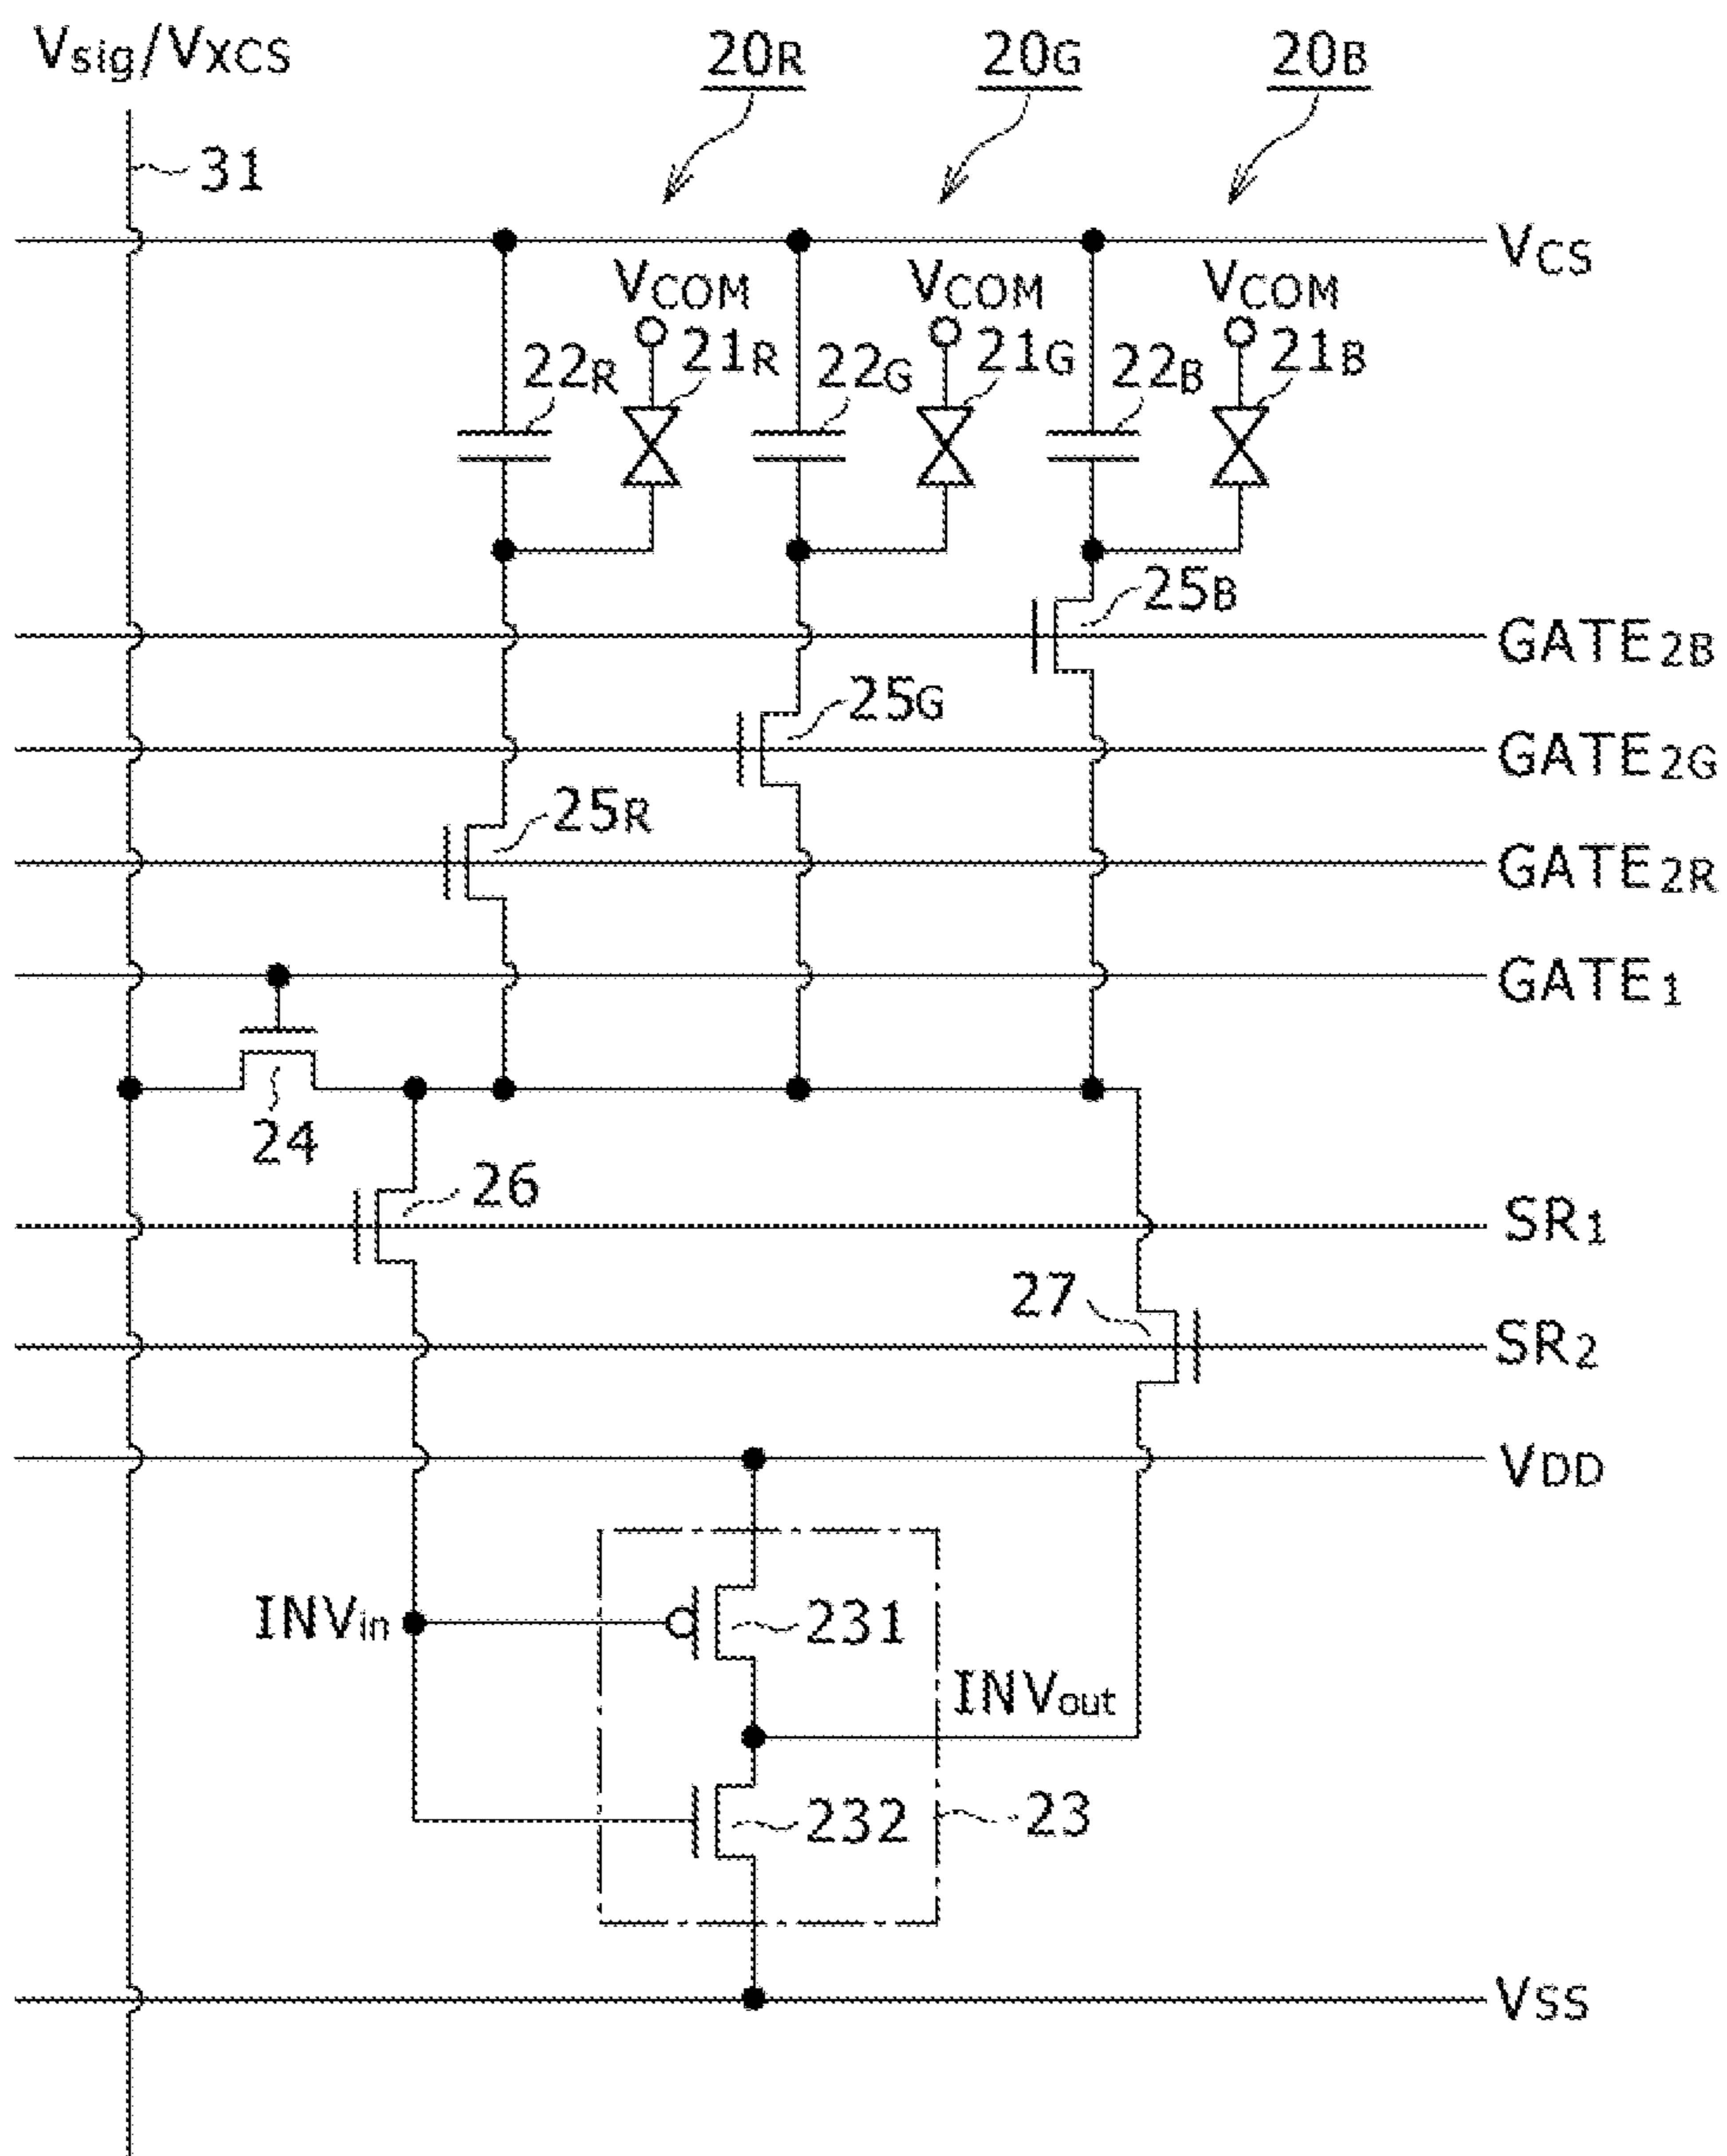 Vsig/VXCS 20R 20G 20B
31
VCS
VCOM VCOM VCOM
22R 21R 22G 21G 22B 21B
25B
GATE2B
25G
GATE2G
25R
GATE2R
GATE1
24
26
SR1
27
SR2
VDD
INVin 231
INVout
232 23
VSS